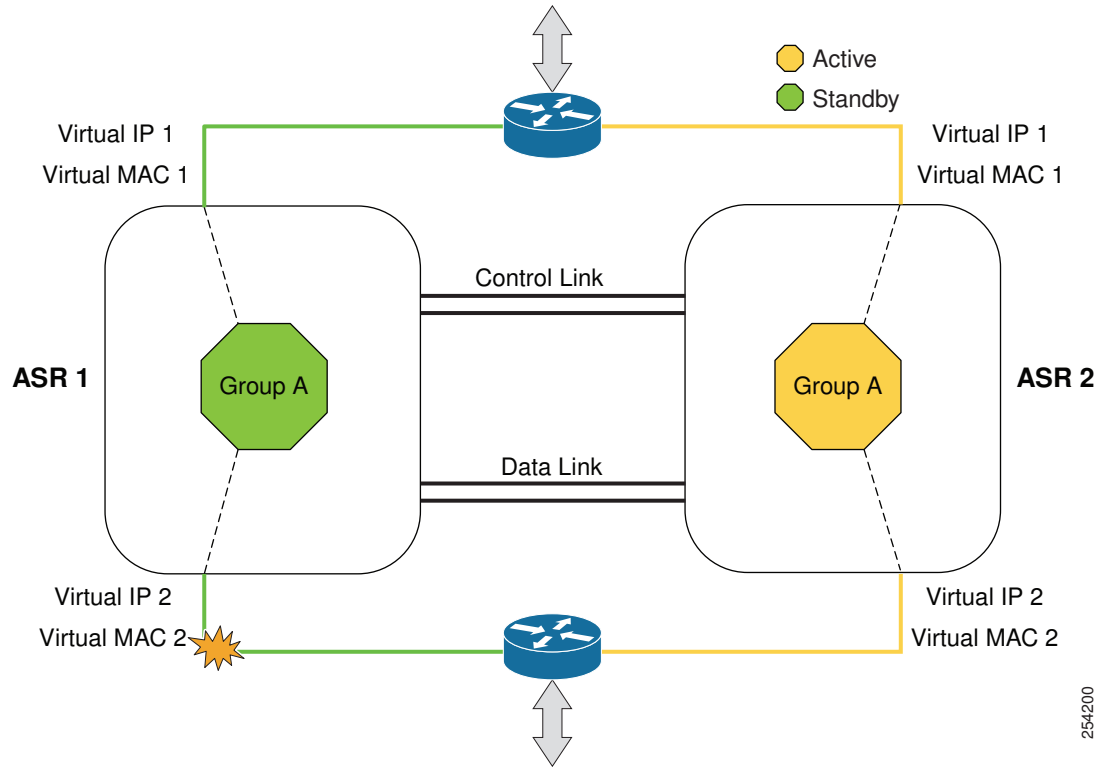 Active
Standby
Virtual IP 1
Virtual MAC 1
Virtual IP 1
Virtual MAC 1
Control Link
ASR 1
Group A
Group A
ASR 2
Data Link
Virtual IP 2
Virtual MAC 2
Virtual IP 2
Virtual MAC 2
254200